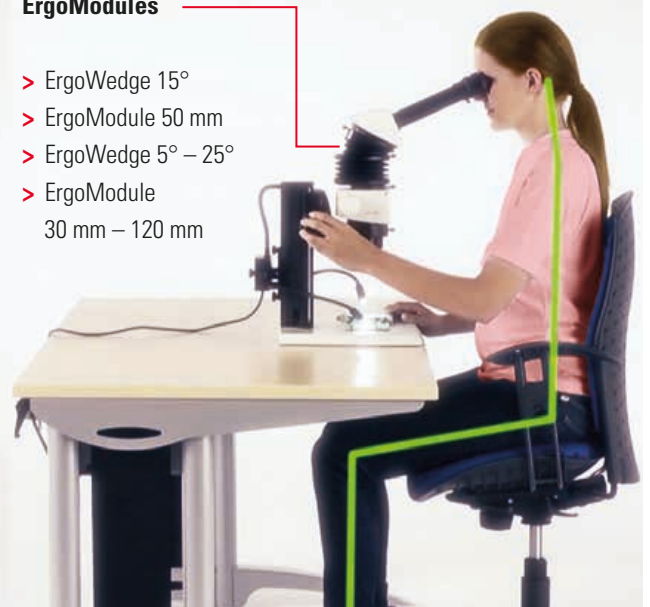 ErgoModules
> ErgoWedge 15°
> ErgoModule 50 mm
> ErgoWedge 5° – 25°
> ErgoModule
30 mm – 120 mm